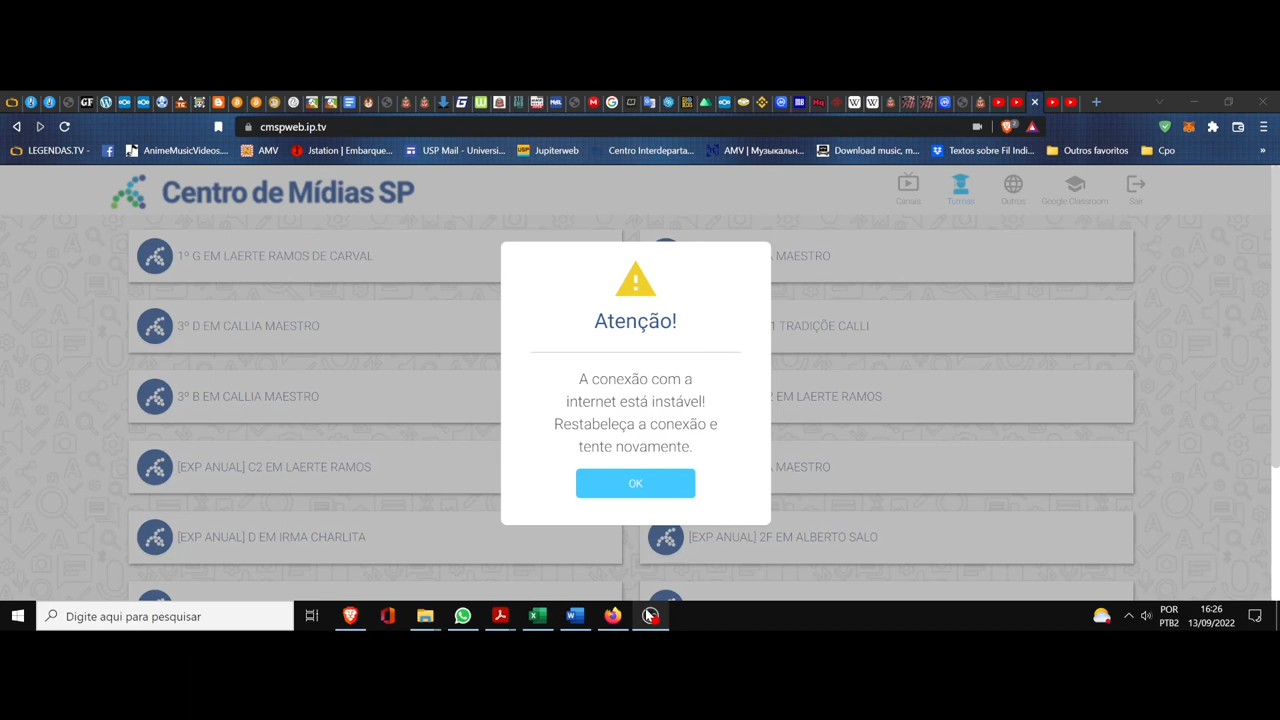 GF
cmspweb.ip.tv
2
LEGENDAS.TV
AnimeMusicVideos...
AMV
Jstation | Embarque...
USP Mail - Universi...
Jupiterweb
Centro Interdeparta...
AMV | Музыкальн...
Download music, m...
Textos sobre Fil Indi...
Outros favoritos
Cpo
»
Centro de Mídias SP
Canais
Turmas
Outros
Google Classroom
Sair
1º G EM LAERTE RAMOS DE CARVAL
MAESTRO
3º D EM CALLIA MAESTRO
1 TRADIÇÕE CALLI
3º B EM CALLIA MAESTRO
2 EM LAERTE RAMOS
[EXP ANUAL] C2 EM LAERTE RAMOS
MAESTRO
[EXP ANUAL] D EM IRMA CHARLITA
[EXP ANUAL] 2F EM ALBERTO SALO
Atenção!
A conexão com a
internet está instável!
Restabeleça a conexão e
tente novamente.
OK
Digite aqui para pesquisar
POR
PTB2
16:26
13/09/2022